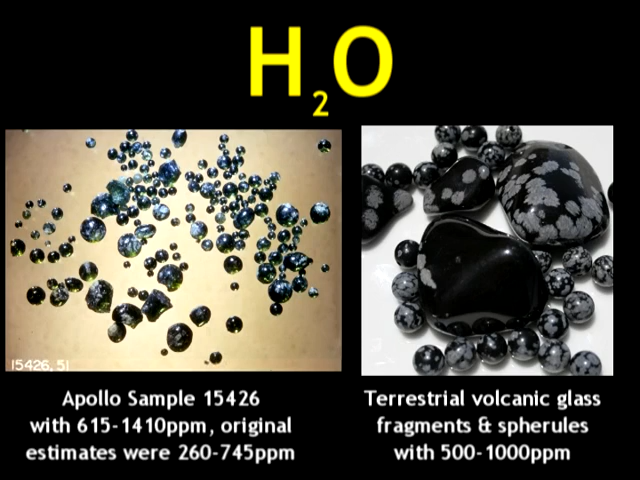 H2O
15426, 51
Apollo Sample 15426
with 615-1410ppm, original
estimates were 260-745ppm
Terrestrial volcanic glass
fragments & spherules
with 500-1000ppm